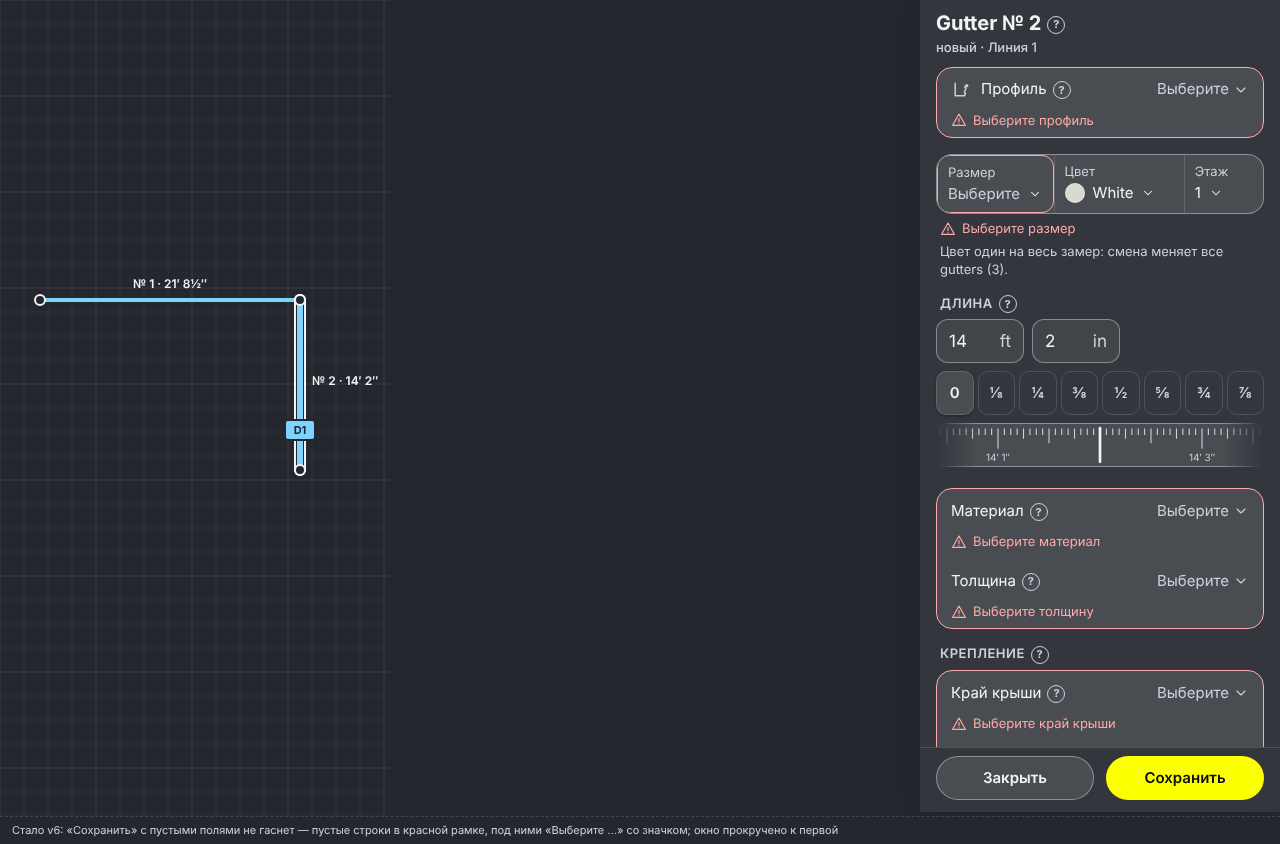 Gutter № 2 ?
новый · Линия 1
Профиль ? Выберите
Выберите профиль
Размер Цвет Этаж
Выберите White 1
Выберите размер
Цвет один на весь замер: смена меняет все
gutters (3).
ДЛИНА ?
14 ft 2 in
0 ⅛ ¼ ⅜ ½ ⅝ ¾ ⅞
14′ 1″ 14′ 3″
Материал ? Выберите
Выберите материал
Толщина ? Выберите
Выберите толщину
КРЕПЛЕНИЕ ?
Край крыши ? Выберите
Выберите край крыши
Закрыть Сохранить
№ 1 · 21′ 8½″
№ 2 · 14′ 2″
D1
Стало v6: «Сохранить» с пустыми полями не гаснет — пустые строки в красной рамке, под ними «Выберите …» со значком; окно прокручено к первой